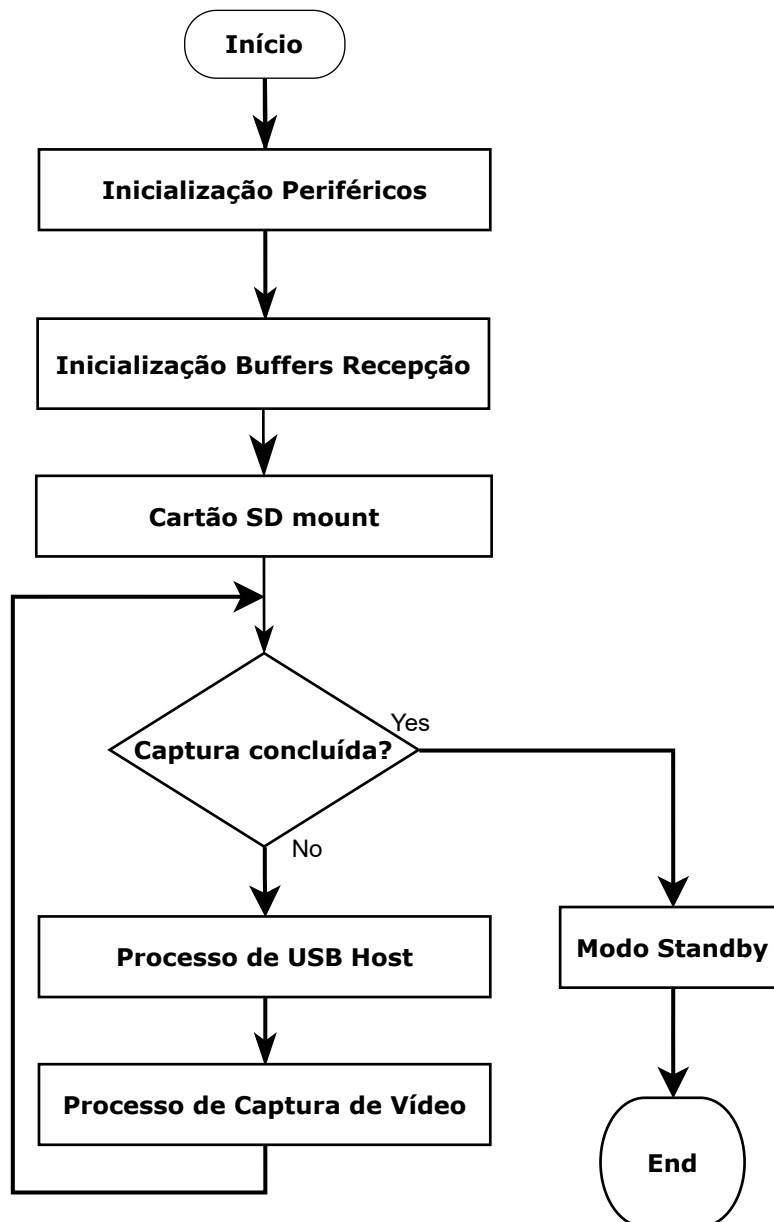 Início
Inicialização Periféricos
Inicialização Buffers Recepção
Cartão SD mount
Captura concluída?
Yes
No
Processo de USB Host
Modo Standby
Processo de Captura de Vídeo
End